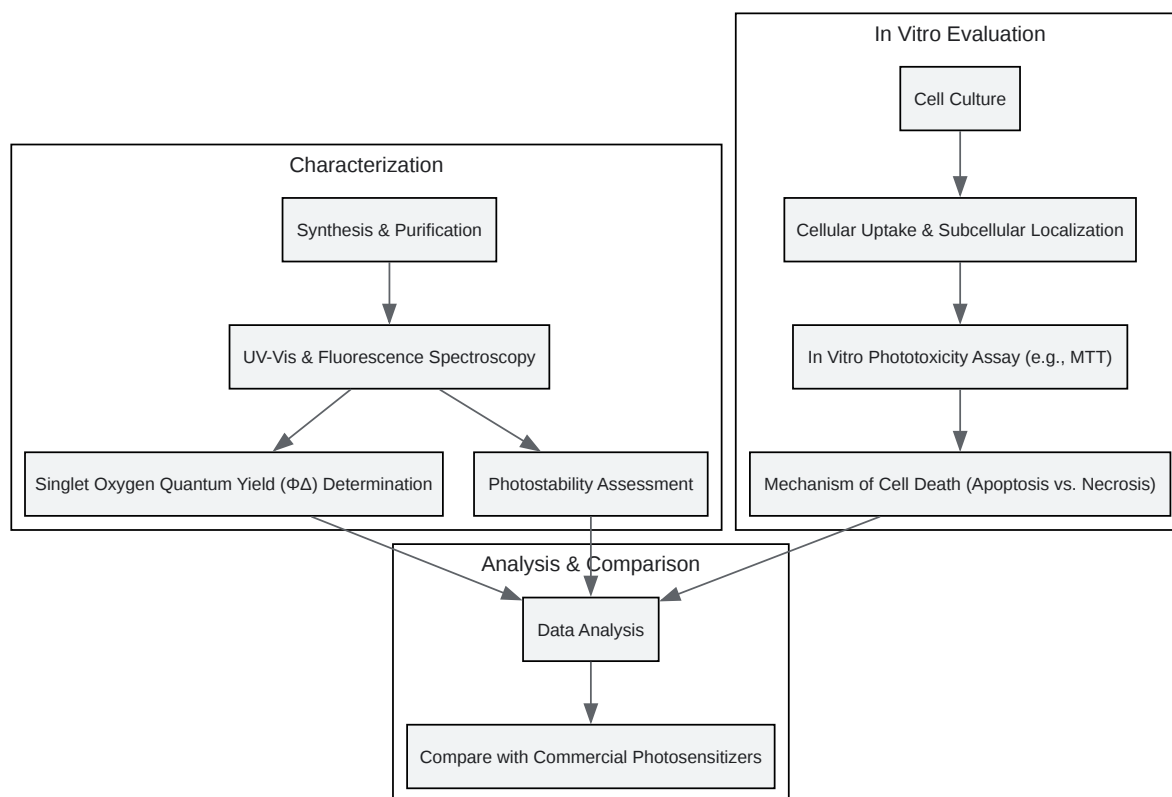 In Vitro Evaluation
Cell Culture
Characterization
Synthesis & Purification
Cellular Uptake & Subcellular Localization
UV-Vis & Fluorescence Spectroscopy
In Vitro Phototoxicity Assay (e.g., MTT)
Singlet Oxygen Quantum Yield (ΦΔ) Determination
Photostability Assessment
Mechanism of Cell Death (Apoptosis vs. Necrosis)
Analysis & Comparison
Data Analysis
Compare with Commercial Photosensitizers